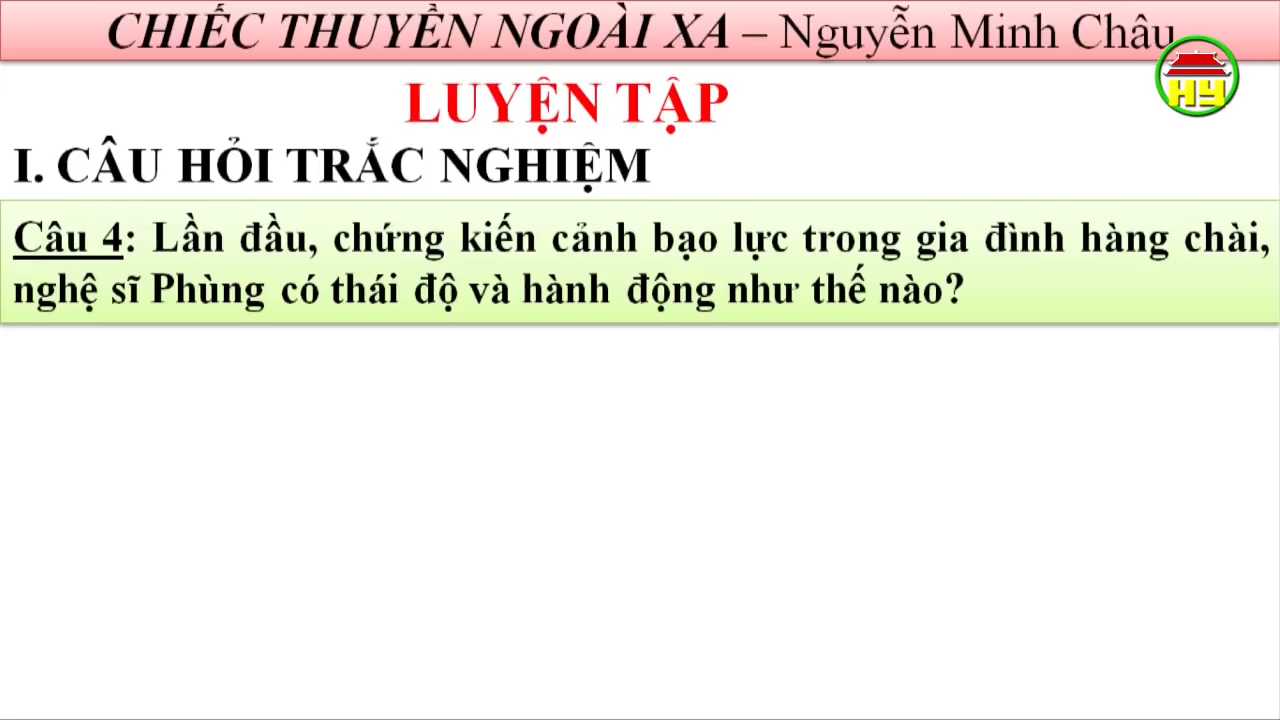 CHIẾC THUYỀN NGOÀI XA – Nguyễn Minh Châu
HY
LUYỆN TẬP
I. CÂU HỎI TRẮC NGHIỆM
Câu 4: Lần đầu, chứng kiến cảnh bạo lực trong gia đình hàng chài,
nghệ sĩ Phùng có thái độ và hành động như thế nào?